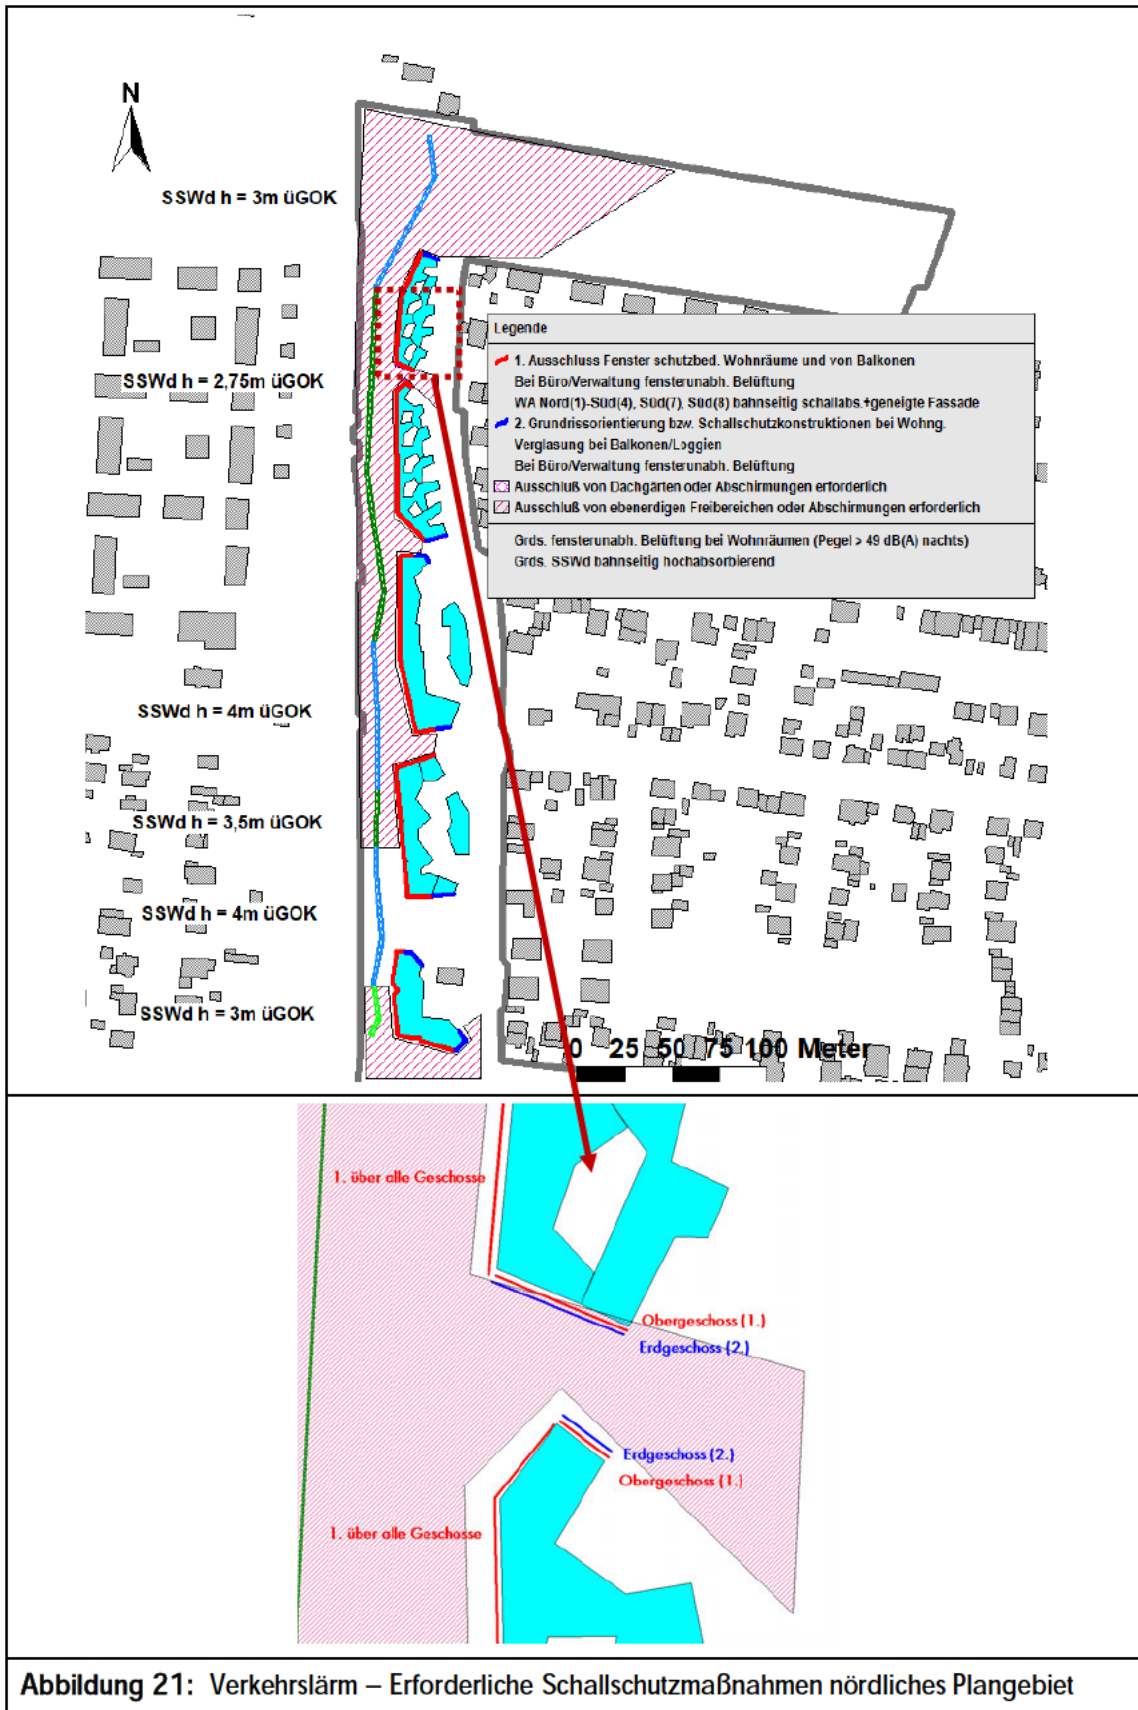 N
SSWd h = 3m üGOK
SSWd h = 2,75m üGOK
SSWd h = 4m üGOK
SSWd h = 3,5m üGOK
SSWd h = 4m üGOK
SSWd h = 3m üGOK
Legende
1. Ausschluss Fenster schutzbed. Wohnräume und von Balkonen
Bei Büro/Verwaltung fensterunabh. Belüftung
WA Nord(1)-Süd(4), Süd(7), Süd(8) bahnseitig schallabs.+geneigte Fassade
2. Grundrissorientierung bzw. Schallschutzkonstruktionen bei Wohng.
Verglasung bei Balkonen/Loggien
Bei Büro/Verwaltung fensterunabh. Belüftung
Ausschluß von Dachgärten oder Abschirmungen erforderlich
Ausschluß von ebenerdigen Freibereichen oder Abschirmungen erforderlich
Grds. fensterunabh. Belüftung bei Wohnräumen (Pegel > 49 dB(A) nachts)
Grds. SSWd bahnseitig hochabsorbierend
0 25 50 75 100 Meter
1. über alle Geschosse
Obergeschoss (1.)
Erdgeschoss (2.)
Erdgeschoss (2.)
Obergeschoss (1.)
1. über alle Geschosse
Abbildung 21: Verkehrslärm – Erforderliche Schallschutzmaßnahmen nördliches Plangebiet